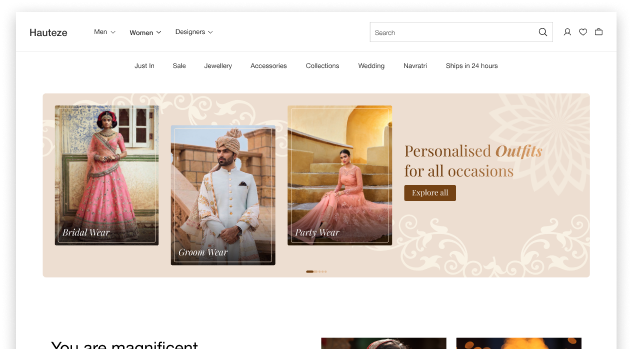 Hauteze
Men
Women
Designers
Search
Just In
Sale
Jewellery
Accessories
Collections
Wedding
Navratri
Ships in 24 hours
Bridal Wear
Groom Wear
Party Wear
Personalised Outfits
for all occasions
Explore all
You are magnificent